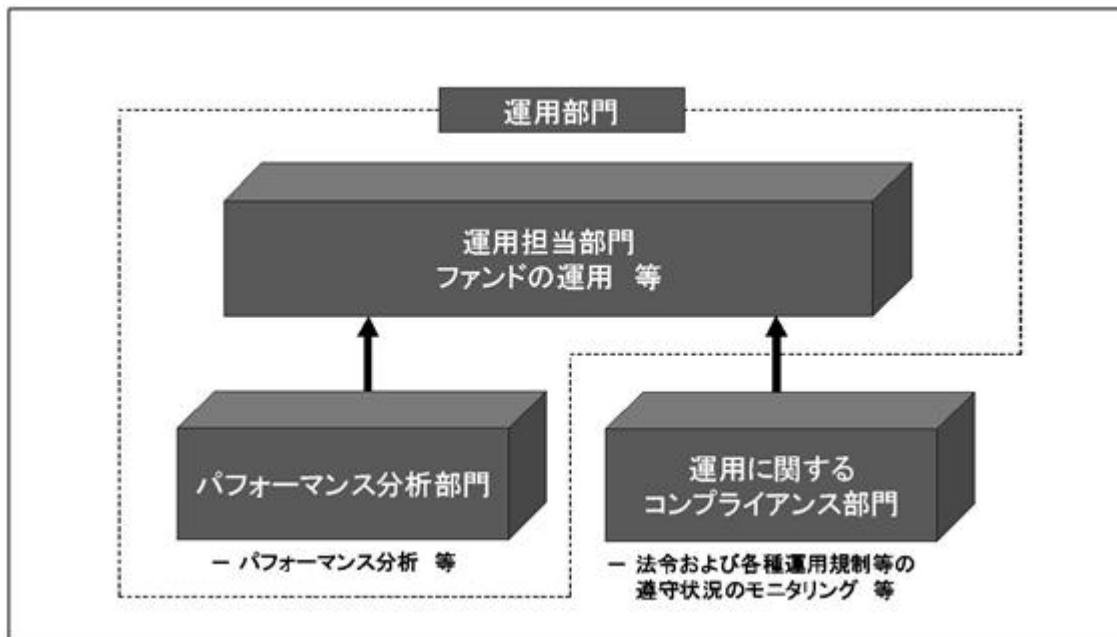 運用部門
運用担当部門
ファンドの運用　等
パフォーマンス分析部門
－ パフォーマンス分析　等
運用に関する
コンプライアンス部門
－ 法令および各種運用規制等の
遵守状況のモニタリング　等